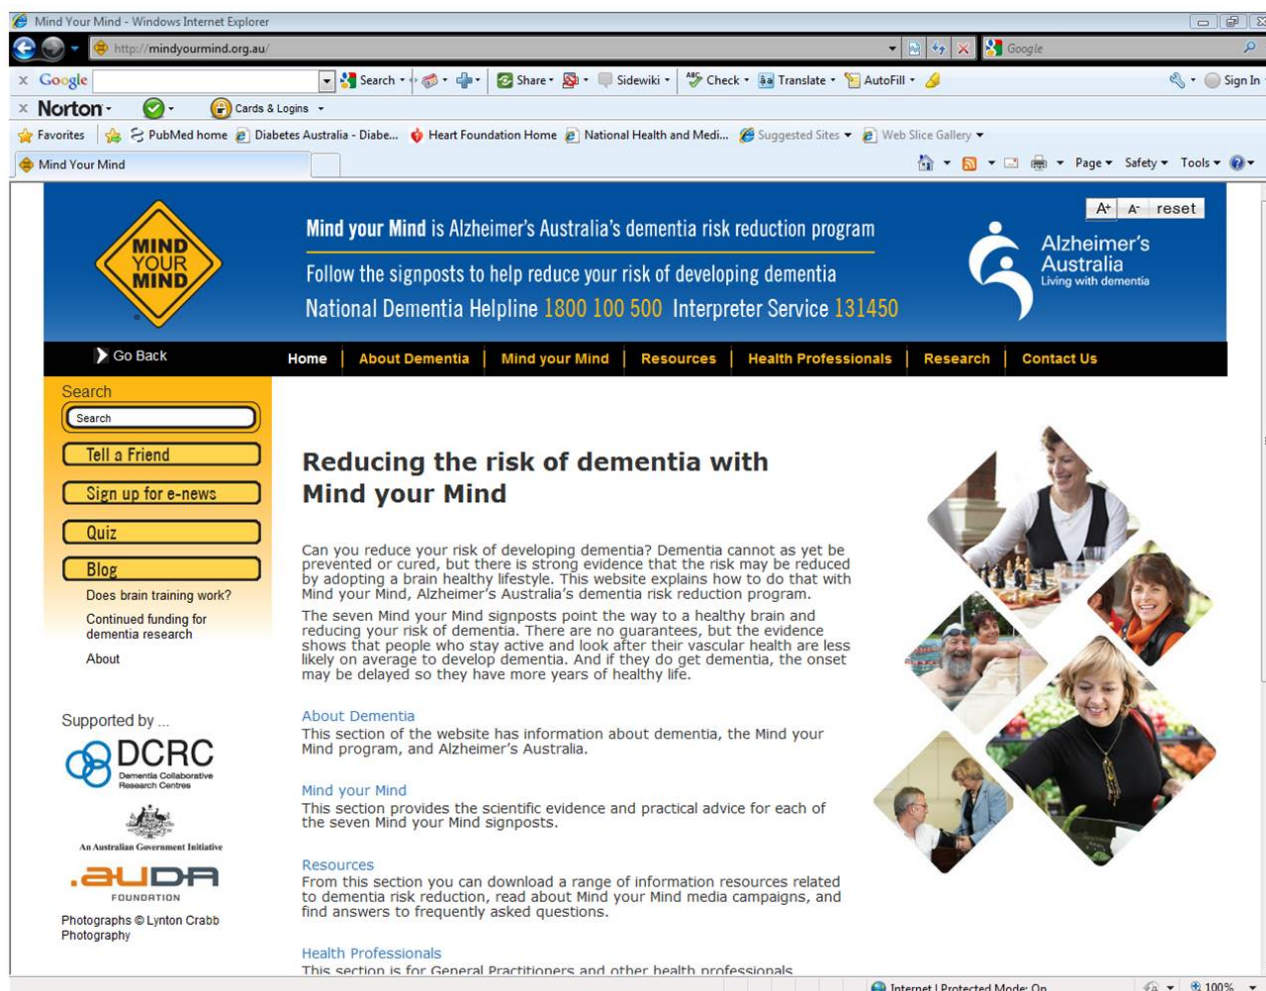 Mind Your Mind - Windows Internet Explorer
http://mindyourmind.org.au/
Google
x Google Search Share Sidewiki Check Translate AutoFill Sign In
x Norton Cards & Logins
Favorites PubMed home Diabetes Australia - Diabe... Heart Foundation Home National Health and Medi... Suggested Sites Web Slice Gallery
Mind Your Mind Page Safety Tools
MIND
YOUR
MIND
Mind your Mind is Alzheimer's Australia's dementia risk reduction program
Follow the signposts to help reduce your risk of developing dementia
National Dementia Helpline 1800 100 500 Interpreter Service 131450
A+ A- reset
Alzheimer's
Australia
Living with dementia
Go Back
Home | About Dementia | Mind your Mind | Resources | Health Professionals | Research | Contact Us
Search
Search
Tell a Friend
Sign up for e-news
Quiz
Blog
Does brain training work?
Continued funding for
dementia research
About
Supported by ...
DCRC
Dementia Collaborative
Research Centres
An Australian Government Initiative
.auDA
FOUNDATION
Photographs © Lynton Crabb
Photography
Reducing the risk of dementia with
Mind your Mind
Can you reduce your risk of developing dementia? Dementia cannot as yet be
prevented or cured, but there is strong evidence that the risk may be reduced
by adopting a brain healthy lifestyle. This website explains how to do that with
Mind your Mind, Alzheimer's Australia's dementia risk reduction program.
The seven Mind your Mind signposts point the way to a healthy brain and
reducing your risk of dementia. There are no guarantees, but the evidence
shows that people who stay active and look after their vascular health are less
likely on average to develop dementia. And if they do get dementia, the onset
may be delayed so they have more years of healthy life.
About Dementia
This section of the website has information about dementia, the Mind your
Mind program, and Alzheimer's Australia.
Mind your Mind
This section provides the scientific evidence and practical advice for each of
the seven Mind your Mind signposts.
Resources
From this section you can download a range of information resources related
to dementia risk reduction, read about Mind your Mind media campaigns, and
find answers to frequently asked questions.
Health Professionals
This section is for General Practitioners and other health professionals
Internet | Protected Mode: On 100%